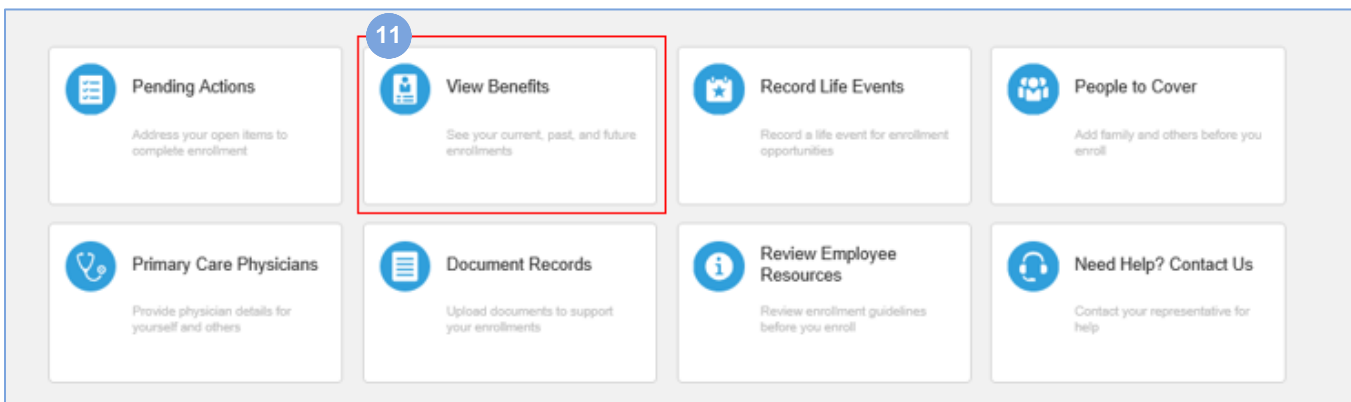 11
Pending Actions
Address your open items to
complete enrollment
View Benefits
See your current, past, and future
enrollments
Record Life Events
Record a life event for enrollment
opportunities
People to Cover
Add family and others before you
enroll
Primary Care Physicians
Provide physician details for
yourself and others
Document Records
Upload documents to support
your enrollments
Review Employee
Resources
Review enrollment guidelines
before you enroll
Need Help? Contact Us
Contact your representative for
help